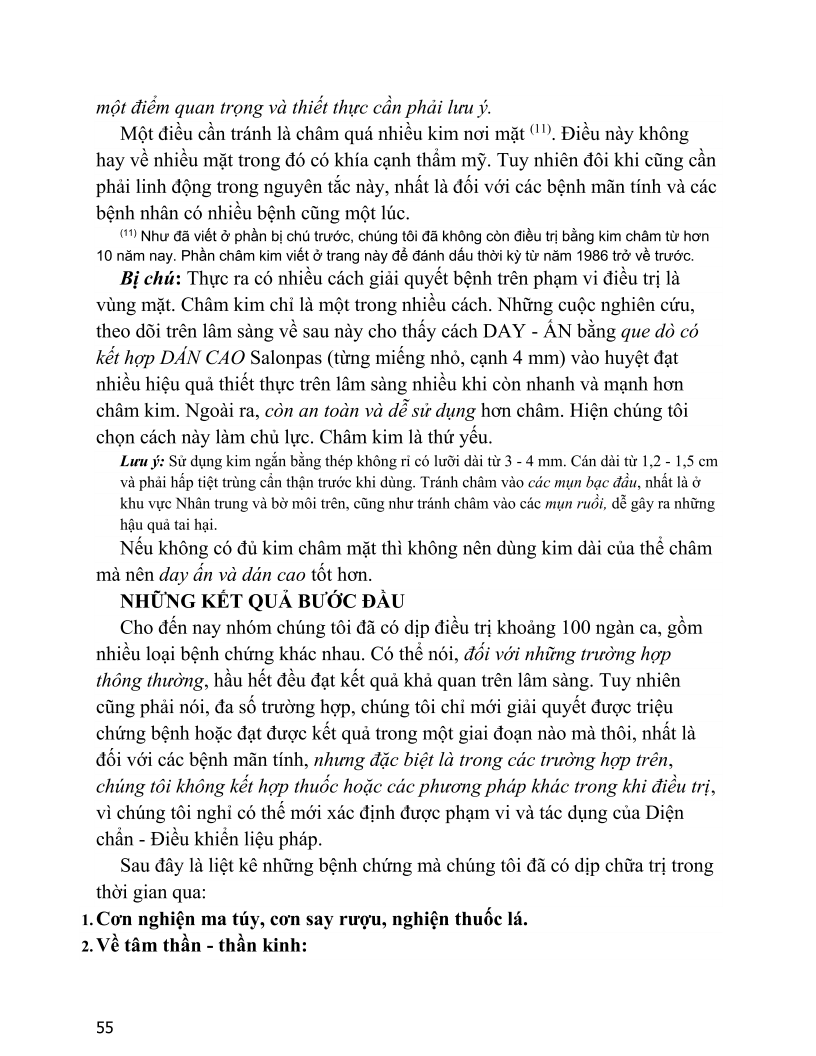 một điểm quan trọng và thiết thực cần phải lưu ý.
Một điều cần tránh là châm quá nhiều kim nơi mặt (11). Điều này không
hay về nhiều mặt trong đó có khía cạnh thẩm mỹ. Tuy nhiên đôi khi cũng cần
phải linh động trong nguyên tắc này, nhất là đối với các bệnh mãn tính và các
bệnh nhân có nhiều bệnh cũng một lúc.
(11) Như đã viết ở phần bị chú trước, chúng tôi đã không còn điều trị bằng kim châm từ hơn
10 năm nay. Phần châm kim viết ở trang này để đánh dấu thời kỳ từ năm 1986 trở về trước.
Bị chú: Thực ra có nhiều cách giải quyết bệnh trên phạm vi điều trị là
vùng mặt. Châm kim chỉ là một trong nhiều cách. Những cuộc nghiên cứu,
theo dõi trên lâm sàng về sau này cho thấy cách DAY - ẤN bằng que dò có
kết hợp DÁN CAO Salonpas (từng miếng nhỏ, cạnh 4 mm) vào huyệt đạt
nhiều hiệu quả thiết thực trên lâm sàng nhiều khi còn nhanh và mạnh hơn
châm kim. Ngoài ra, còn an toàn và dễ sử dụng hơn châm. Hiện chúng tôi
chọn cách này làm chủ lực. Châm kim là thứ yếu.
Lưu ý: Sử dụng kim ngắn bằng thép không rỉ có lưỡi dài từ 3 - 4 mm. Cán dài từ 1,2 - 1,5 cm
và phải hấp tiệt trùng cẩn thận trước khi dùng. Tránh châm vào các mụn bạc đầu, nhất là ở
khu vực Nhân trung và bờ môi trên, cũng như tránh châm vào các mụn ruồi, dễ gây ra những
hậu quả tai hại.
Nếu không có đủ kim châm mặt thì không nên dùng kim dài của thể châm
mà nên day ấn và dán cao tốt hơn.
NHỮNG KẾT QUẢ BƯỚC ĐẦU
Cho đến nay nhóm chúng tôi đã có dịp điều trị khoảng 100 ngàn ca, gồm
nhiều loại bệnh chứng khác nhau. Có thể nói, đối với những trường hợp
thông thường, hầu hết đều đạt kết quả khả quan trên lâm sàng. Tuy nhiên
cũng phải nói, đa số trường hợp, chúng tôi chỉ mới giải quyết được triệu
chứng bệnh hoặc đạt được kết quả trong một giai đoạn nào mà thôi, nhất là
đối với các bệnh mãn tính, nhưng đặc biệt là trong các trường hợp trên,
chúng tôi không kết hợp thuốc hoặc các phương pháp khác trong khi điều trị,
vì chúng tôi nghỉ có thế mới xác định được phạm vi và tác dụng của Diện
chẩn - Điều khiển liệu pháp.
Sau đây là liệt kê những bệnh chứng mà chúng tôi đã có dịp chữa trị trong
thời gian qua:
1. Cơn nghiện ma túy, cơn say rượu, nghiện thuốc lá.
2. Về tâm thần - thần kinh:
55